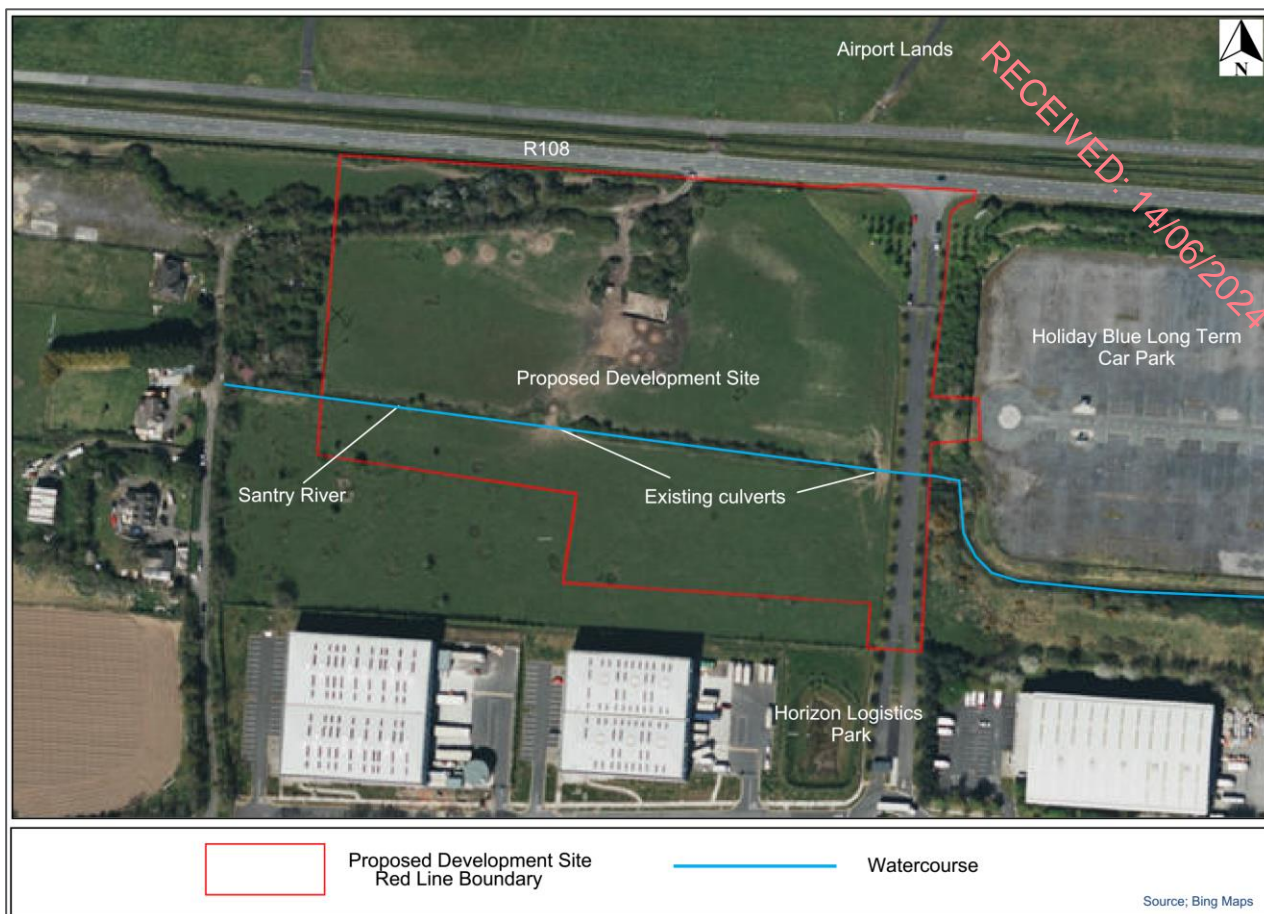 Airport Lands
N
RECEIVED: 14/06/2024
R108
Holiday Blue Long Term
Car Park
Proposed Development Site
Santry River
Existing culverts
Horizon Logistics
Park
Proposed Development Site
Red Line Boundary
Watercourse
Source; Bing Maps